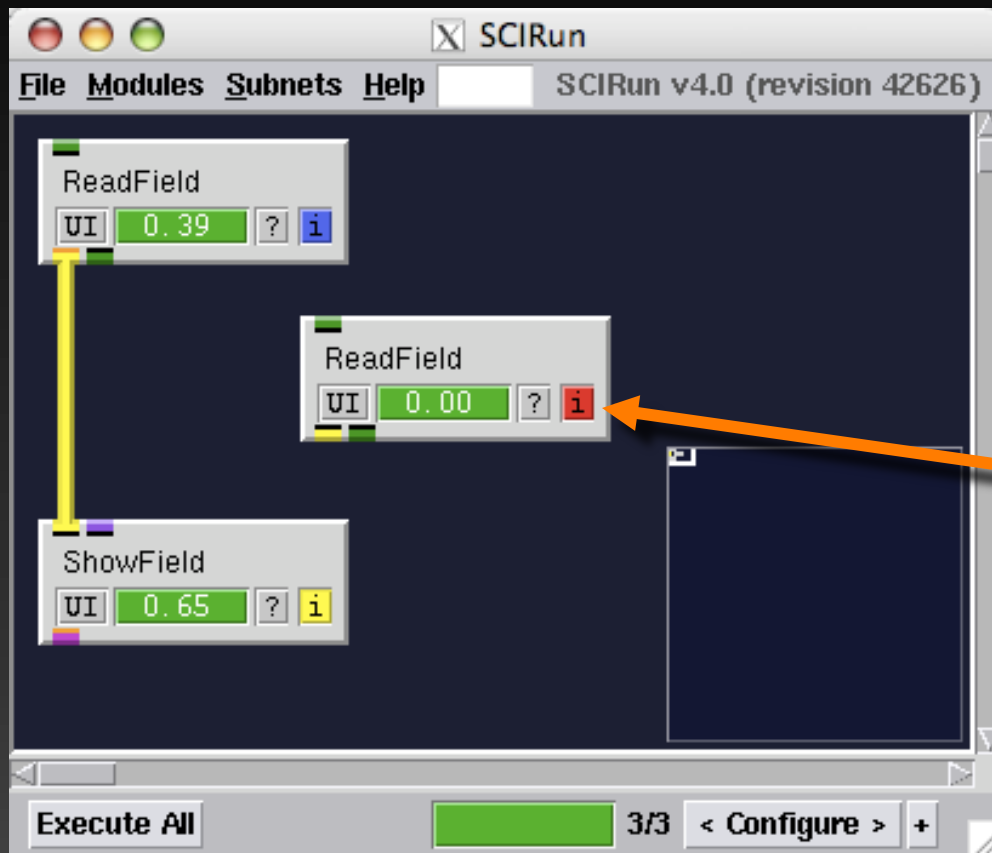 X SCIRun
File Modules Subnets Help SCIRun v4.0 (revision 42626)
ReadField
UI 0.39 ? i
ReadField
UI 0.00 ? i
ShowField
UI 0.65 ? i
Execute All 3/3 < Configure > +